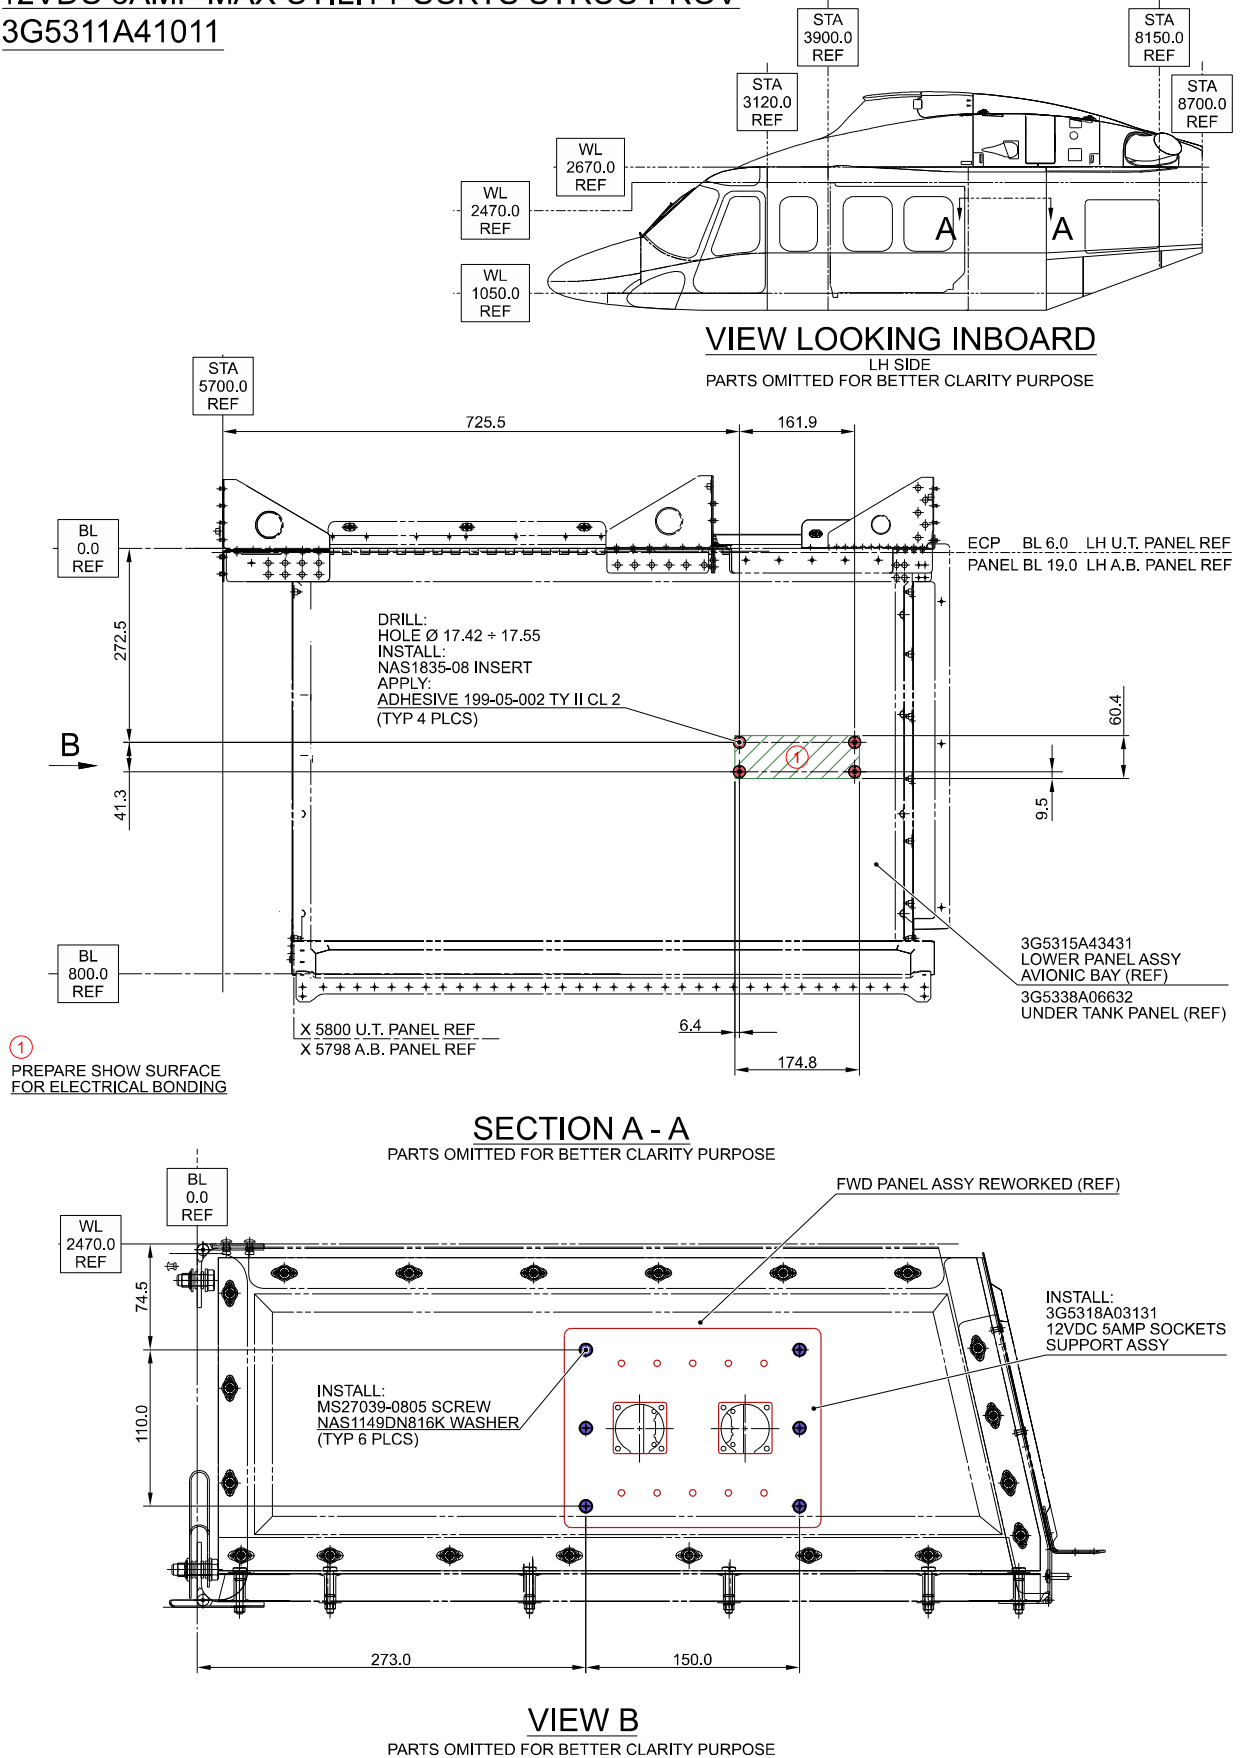 3G5311A41011
STA
3900.0
REF
STA
8150.0
REF
STA
3120.0
REF
STA
8700.0
REF
WL
2670.0
REF
WL
2470.0
REF
WL
1050.0
REF
A
A
VIEW LOOKING INBOARD
LH SIDE
PARTS OMITTED FOR BETTER CLARITY PURPOSE
STA
5700.0
REF
725.5
161.9
BL
0.0
REF
ECP BL 6.0 LH U.T. PANEL REF
PANEL BL 19.0 LH A.B. PANEL REF
272.5
DRILL:
HOLE Ø 17.42 ÷ 17.55
INSTALL:
NAS1835-08 INSERT
APPLY:
ADHESIVE 199-05-002 TY II CL 2
(TYP 4 PLCS)
60.4
B
1
41.3
9.5
3G5315A43431
LOWER PANEL ASSY
AVIONIC BAY (REF)
3G5338A06632
UNDER TANK PANEL (REF)
BL
800.0
REF
X 5800 U.T. PANEL REF
X 5798 A.B. PANEL REF
6.4
174.8
1
PREPARE SHOW SURFACE
FOR ELECTRICAL BONDING
SECTION A - A
PARTS OMITTED FOR BETTER CLARITY PURPOSE
BL
0.0
REF
FWD PANEL ASSY REWORKED (REF)
WL
2470.0
REF
74.5
INSTALL:
3G5318A03131
12VDC 5AMP SOCKETS
SUPPORT ASSY
INSTALL:
MS27039-0805 SCREW
NAS1149DN816K WASHER
(TYP 6 PLCS)
110.0
273.0
150.0
VIEW B
PARTS OMITTED FOR BETTER CLARITY PURPOSE